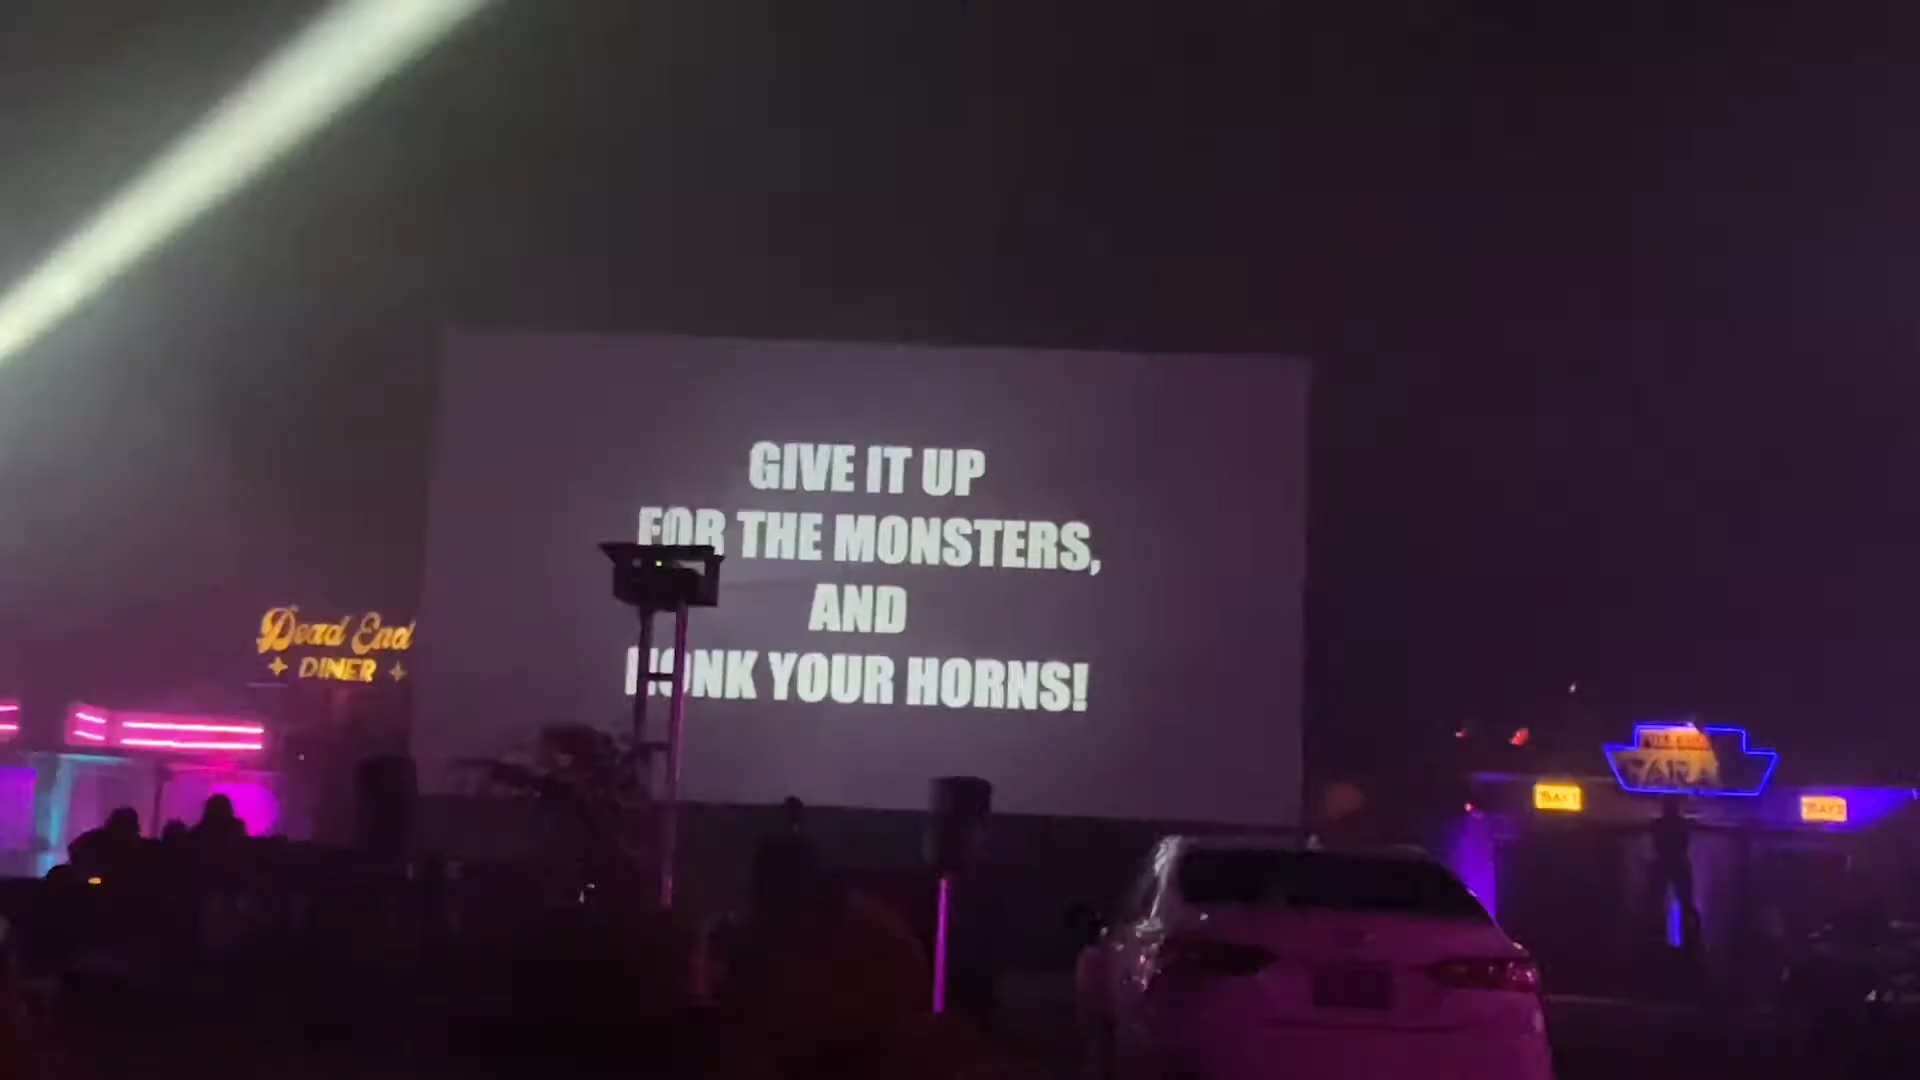 GIVE IT UP
FOR THE MONSTERS,
AND
HONK YOUR HORNS!
Dead End
DINER